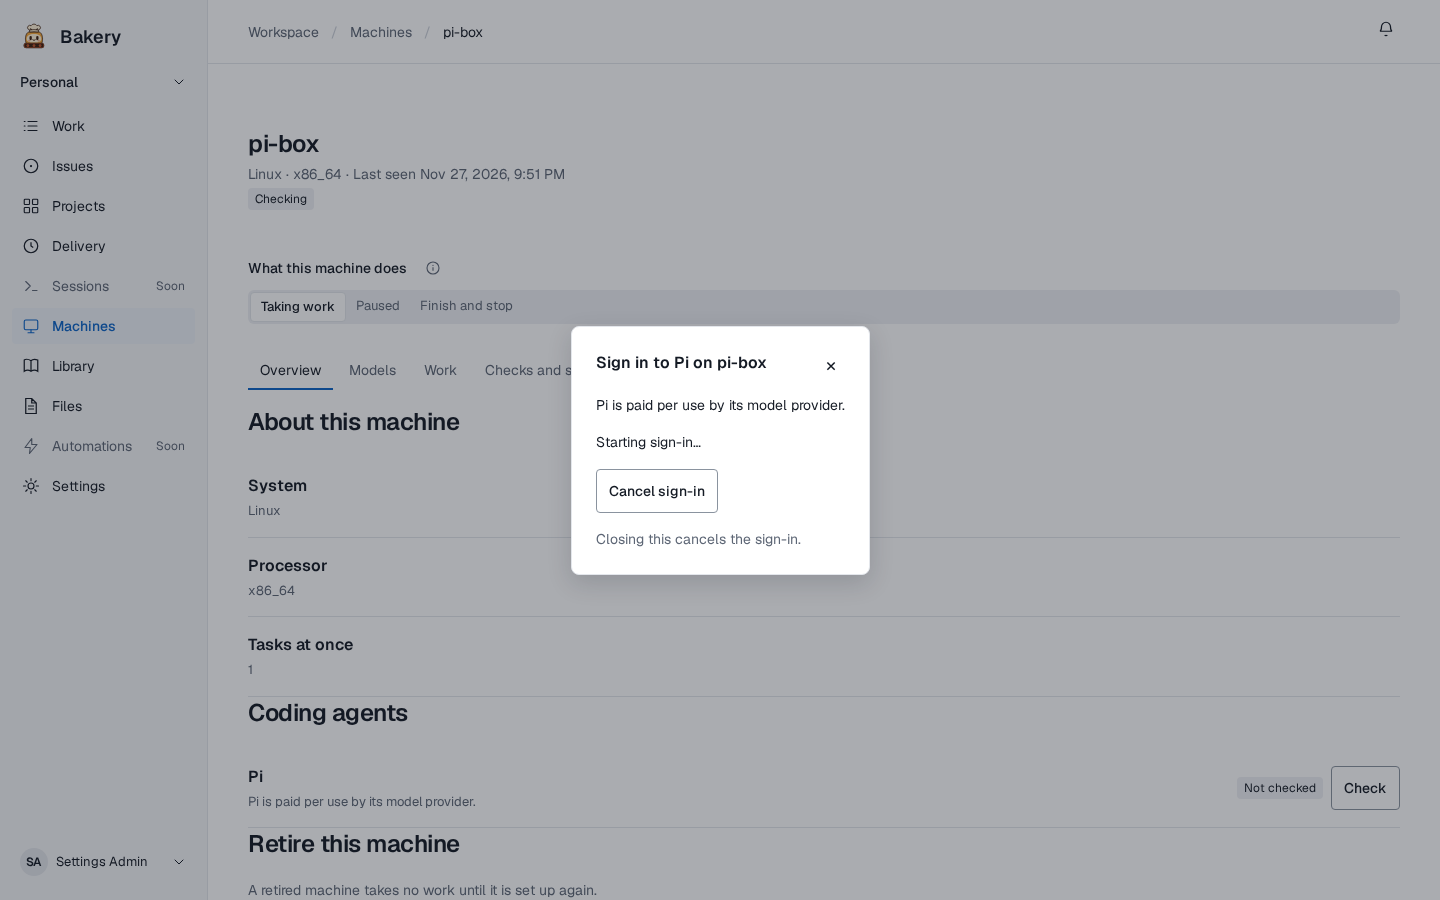 Bakery
Personal
Work
Issues
Projects
Delivery
Sessions Soon
Machines
Library
Files
Automations Soon
Settings
SA Settings Admin
Workspace / Machines / pi-box
pi-box
Linux · x86_64 · Last seen Nov 27, 2026, 9:51 PM
Checking
What this machine does
Taking work Paused Finish and stop
Overview Models Work Checks and s
About this machine
System
Linux
Processor
x86_64
Tasks at once
1
Coding agents
Pi
Pi is paid per use by its model provider.
Not checked Check
Retire this machine
A retired machine takes no work until it is set up again.
Sign in to Pi on pi-box
Pi is paid per use by its model provider.
Starting sign-in…
Cancel sign-in
Closing this cancels the sign-in.